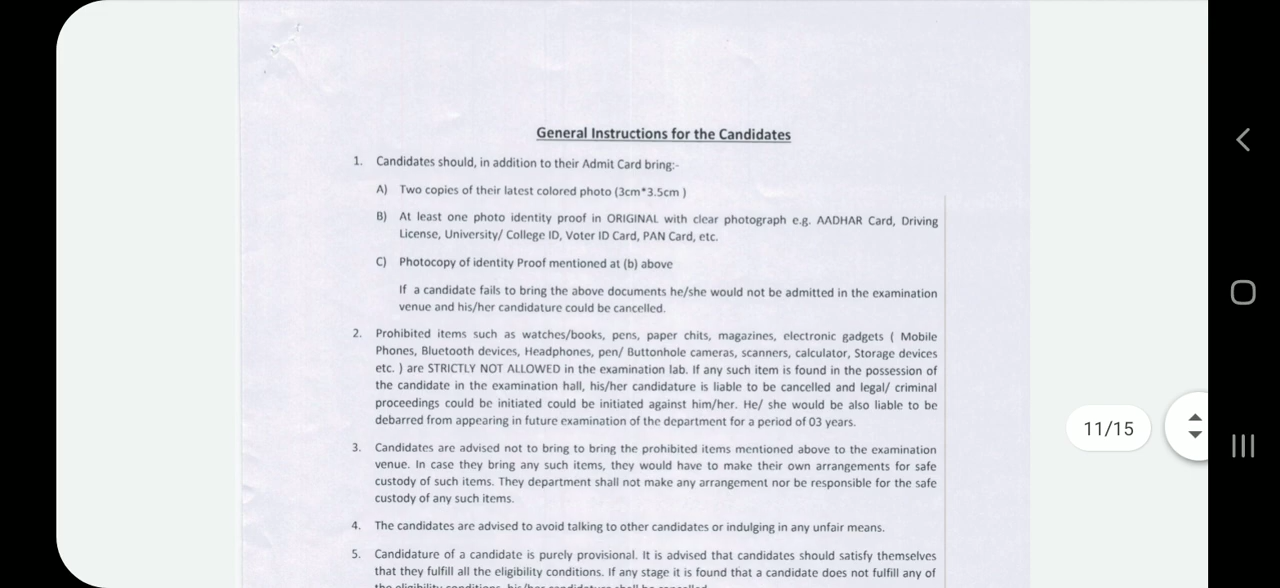 General Instructions for the Candidates
1. Candidates should, in addition to their Admit Card bring:-
A) Two copies of their latest colored photo (3cm*3.5cm )
B) At least one photo identity proof in ORIGINAL with clear photograph e.g. AADHAR Card, Driving
License, University/ College ID, Voter ID Card, PAN Card, etc.
C) Photocopy of identity Proof mentioned at (b) above
If a candidate fails to bring the above documents he/she would not be admitted in the examination
venue and his/her candidature could be cancelled.
2. Prohibited items such as watches/books, pens, paper chits, magazines, electronic gadgets ( Mobile
Phones, Bluetooth devices, Headphones, pen/ Buttonhole cameras, scanners, calculator, Storage devices
etc. ) are STRICTLY NOT ALLOWED in the examination lab. If any such item is found in the possession of
the candidate in the examination hall, his/her candidature is liable to be cancelled and legal/ criminal
proceedings could be initiated could be initiated against him/her. He/ she would be also liable to be
debarred from appearing in future examination of the department for a period of 03 years.
3. Candidates are advised not to bring to bring the prohibited items mentioned above to the examination
venue. In case they bring any such items, they would have to make their own arrangements for safe
custody of such items. They department shall not make any arrangement nor be responsible for the safe
custody of any such items.
4. The candidates are advised to avoid talking to other candidates or indulging in any unfair means.
5. Candidature of a candidate is purely provisional. It is advised that candidates should satisfy themselves
that they fulfill all the eligibility conditions. If any stage it is found that a candidate does not fulfill any of
the eligibility conditions, his/her candidature shall be cancelled
11/15